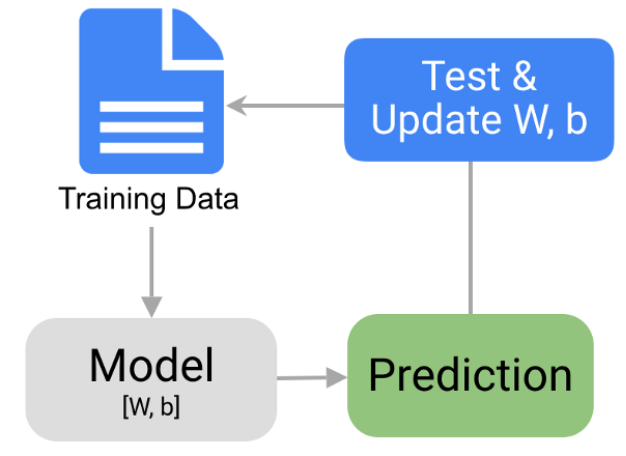 Test &
Update W, b
Training Data
Model
[W, b]
Prediction